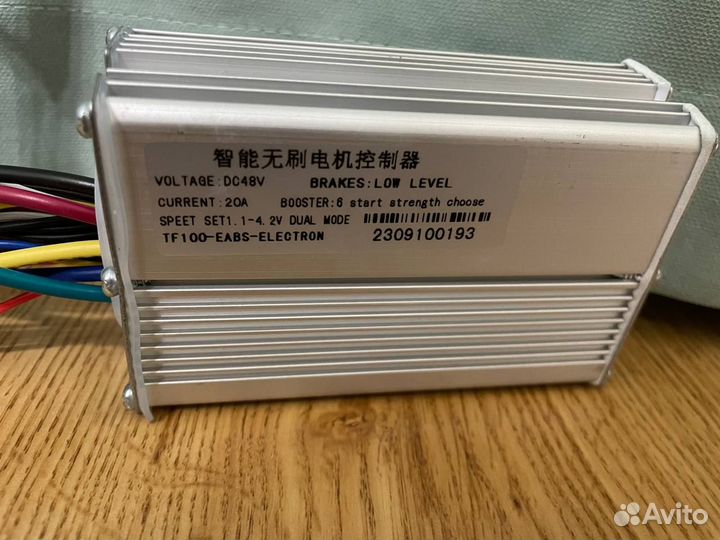 智能无刷电机控制器
VOLTAGE:DC48V BRAKES:LOW LEVEL
CURRENT:20A BOOSTER:6 start strength choose
SPEET SET1.1-4.2V DUAL MODE
TF100-EABS-ELECTRON 2309100193
Avito